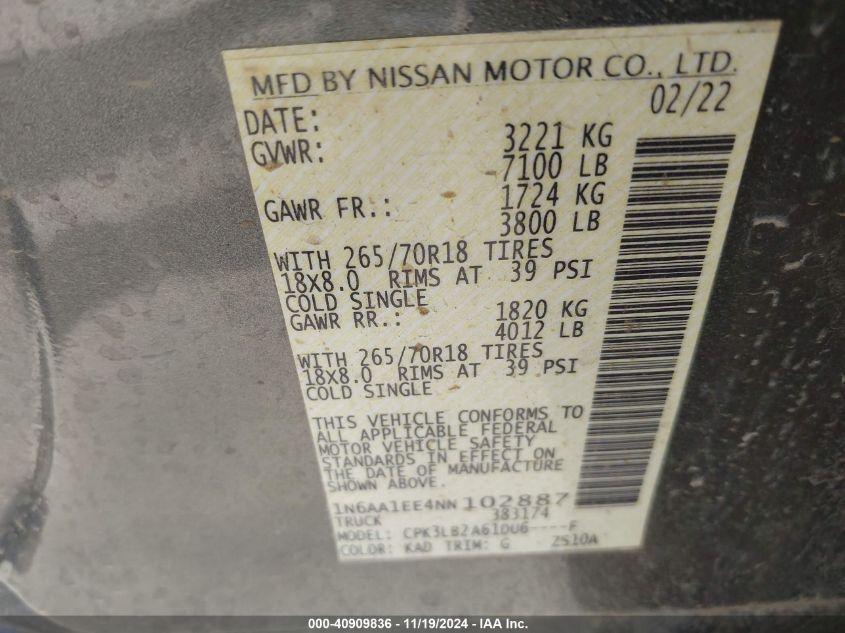 MFD BY NISSAN MOTOR CO., LTD.
DATE: 02/22
GVWR: 3221 KG
7100 LB
GAWR FR.: 1724 KG
3800 LB
WITH 265/70R18 TIRES
18X8.0 RIMS AT 39 PSI
COLD SINGLE
GAWR RR.: 1820 KG
4012 LB
WITH 265/70R18 TIRES
18X8.0 RIMS AT 39 PSI
COLD SINGLE
THIS VEHICLE CONFORMS TO
ALL APPLICABLE FEDERAL
MOTOR VEHICLE SAFETY
STANDARDS IN EFFECT ON
THE DATE OF MANUFACTURE
SHOWN ABOVE.
1N6AA1EE4NN102887
TRUCK 383174
MODEL: CPK3LB2A61DU6----F
COLOR: KAD TRIM: G 2510A
000-40909836 - 11/19/2024 - IAA Inc.